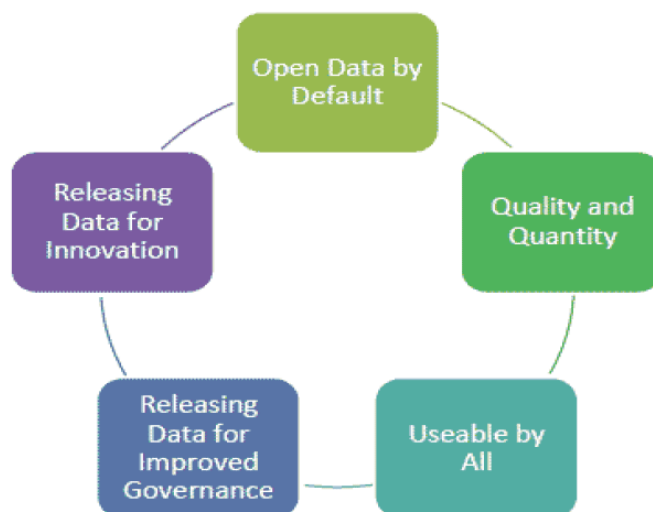 Open Data by
Default
Quality and
Quantity
Useable by
All
Releasing
Data for
Improved
Governance
Releasing
Data for
Innovation